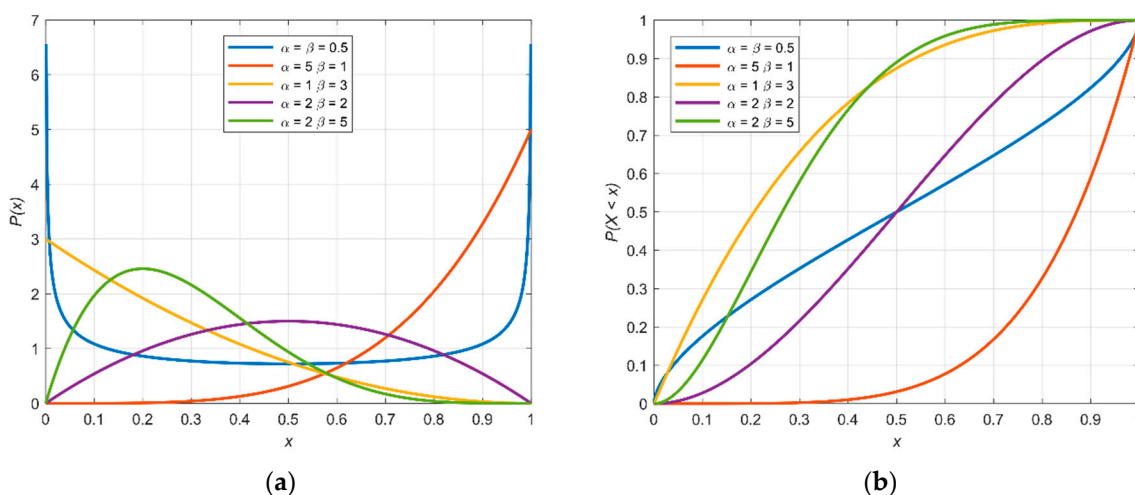 7
6
5
4
3
2
1
0
P(x)
α = β = 0.5
α = 5 β = 1
α = 1 β = 3
α = 2 β = 2
α = 2 β = 5
0 0.1 0.2 0.3 0.4 0.5 0.6 0.7 0.8 0.9 1
x
(a)
1
0.9
0.8
0.7
0.6
0.5
0.4
0.3
0.2
0.1
0
P(X < x)
α = β = 0.5
α = 5 β = 1
α = 1 β = 3
α = 2 β = 2
α = 2 β = 5
0 0.1 0.2 0.3 0.4 0.5 0.6 0.7 0.8 0.9
x
(b)